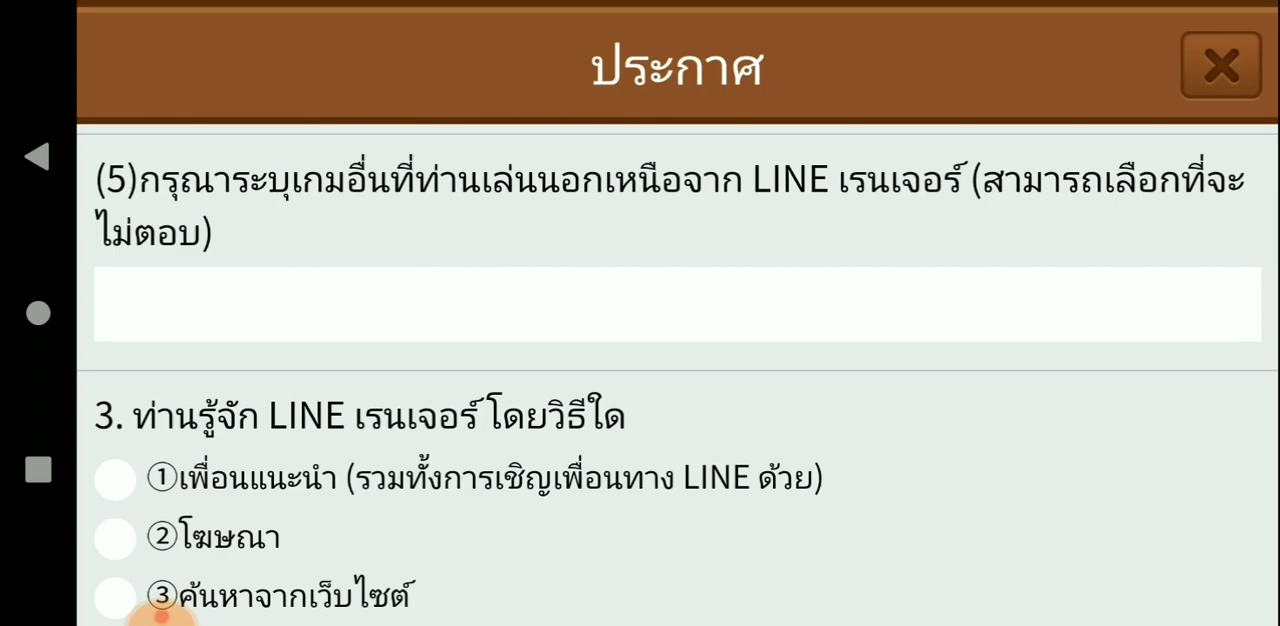 ประกาศ
(5)กรุณาระบุเกมอื่นที่ท่านเล่นนอกเหนือจาก LINE เรนเจอร์ (สามารถเลือกที่จะ
ไม่ตอบ)
3. ท่านรู้จัก LINE เรนเจอร์ โดยวิธีใด
①เพื่อนแนะนำ (รวมทั้งการเชิญเพื่อนทาง LINE ด้วย)
②โฆษณา
③ค้นหาจากเว็บไซต์